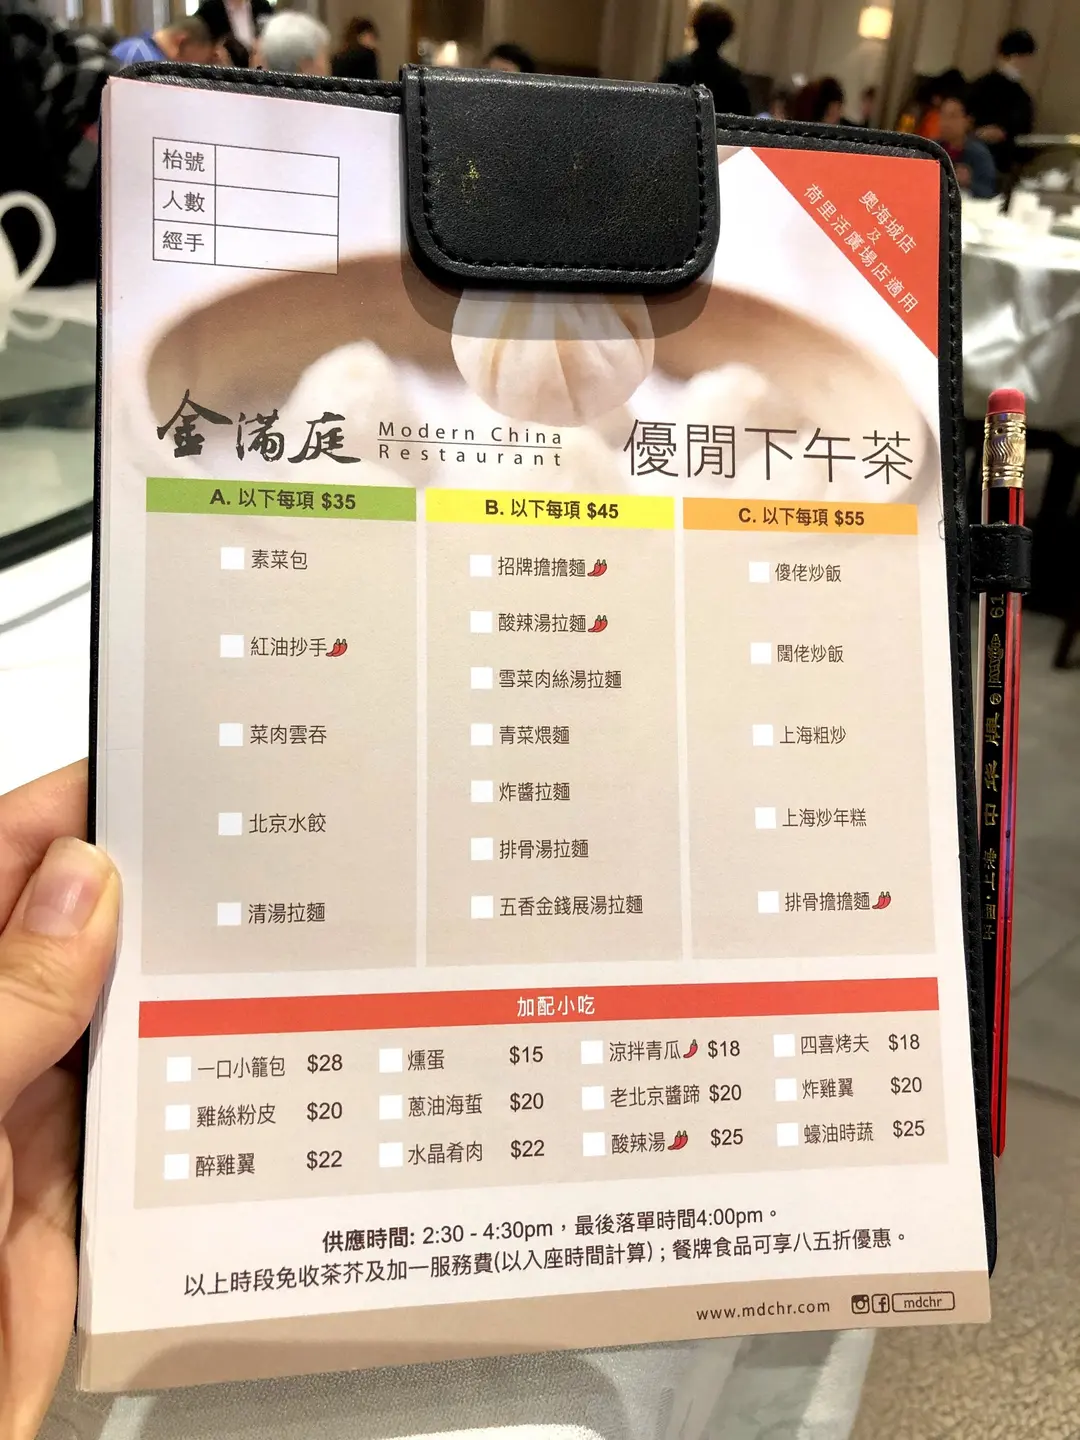 枱號
人數
經手
奧海城店
及
荷里活廣場店適用
金滿庭
Modern China
Restaurant
優閒下午茶
A. 以下每項 $35
素菜包
紅油抄手
菜肉雲吞
北京水餃
清湯拉麵
B. 以下每項 $45
招牌擔擔麵
酸辣湯拉麵
雪菜肉絲湯拉麵
青菜煨麵
炸醬拉麵
排骨湯拉麵
五香金錢展湯拉麵
C. 以下每項 $55
傻佬炒飯
闊佬炒飯
上海粗炒
上海炒年糕
排骨擔擔麵
加配小吃
一口小籠包 $28
燻蛋 $15
涼拌青瓜 $18
四喜烤夫 $18
雞絲粉皮 $20
蔥油海蜇 $20
老北京醬蹄 $20
炸雞翼 $20
醉雞翼 $22
水晶肴肉 $22
酸辣湯 $25
蠔油時蔬 $25
供應時間: 2:30 - 4:30pm，最後落單時間4:00pm。
以上時段免收茶芥及加一服務費(以入座時間計算)；餐牌食品可享八五折優惠。
www.mdchr.com mdchr